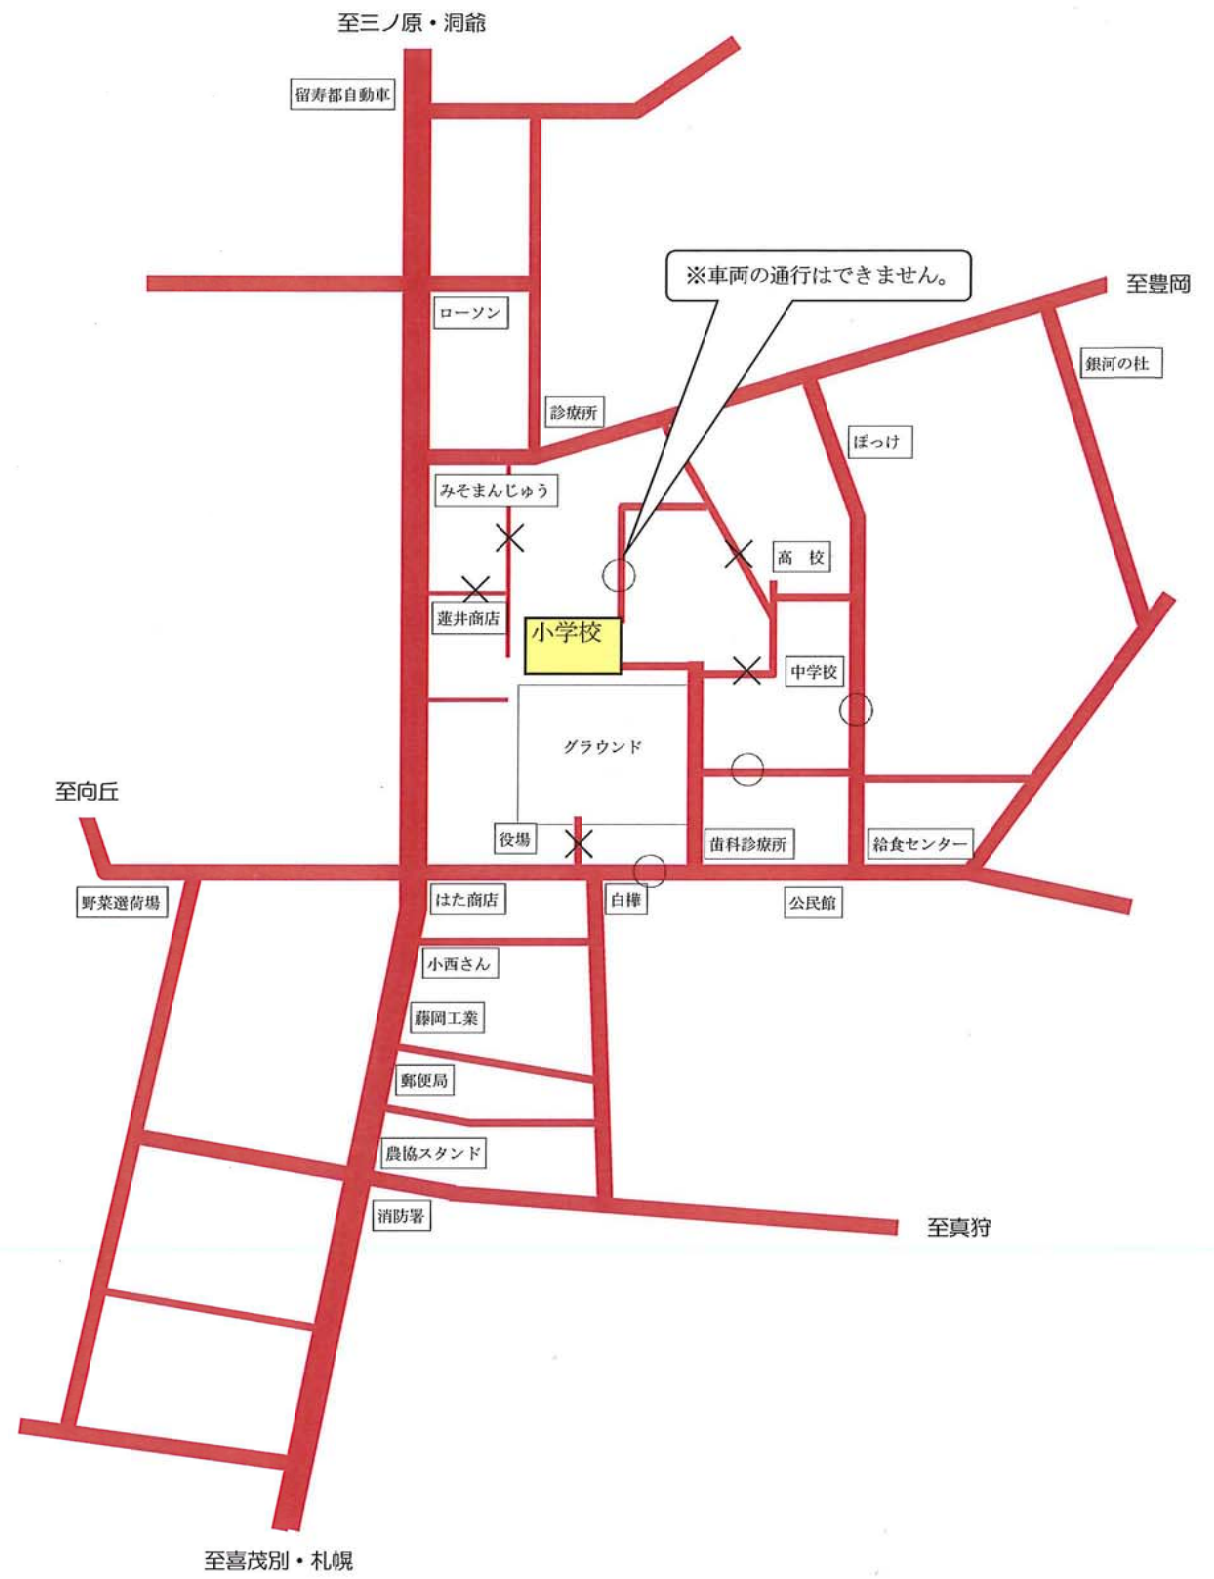 至三ノ原・洞爺
留寿都自動車
※車両の通行はできません。
至豊岡
ローソン
銀河の杜
診療所
ぽっけ
みそまんじゅう
高 校
蓮井商店
小学校
中学校
グラウンド
至向丘
役場
歯科診療所
給食センター
野菜選荷場
はた商店
白樺
公民館
小西さん
藤岡工業
郵便局
農協スタンド
消防署
至真狩
至喜茂別・札幌